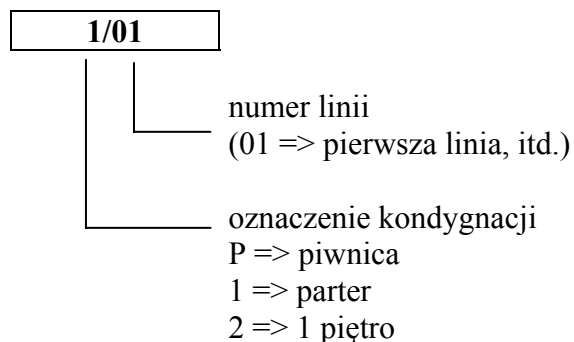 1/01
numer linii
(01 => pierwsza linia, itd.)
oznaczenie kondygnacji
P => piwnica
1 => parter
2 => 1 piętro